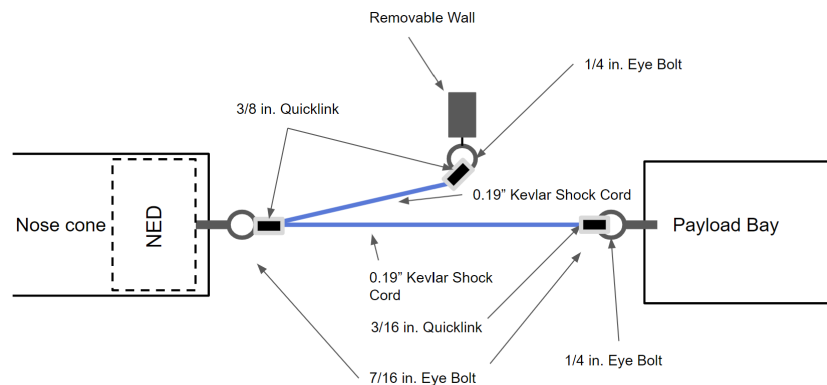 Removable Wall
1/4 in. Eye Bolt
3/8 in. Quicklink
0.19” Kevlar Shock Cord
Nose cone
NED
Payload Bay
0.19” Kevlar Shock
Cord
3/16 in. Quicklink
1/4 in. Eye Bolt
7/16 in. Eye Bolt